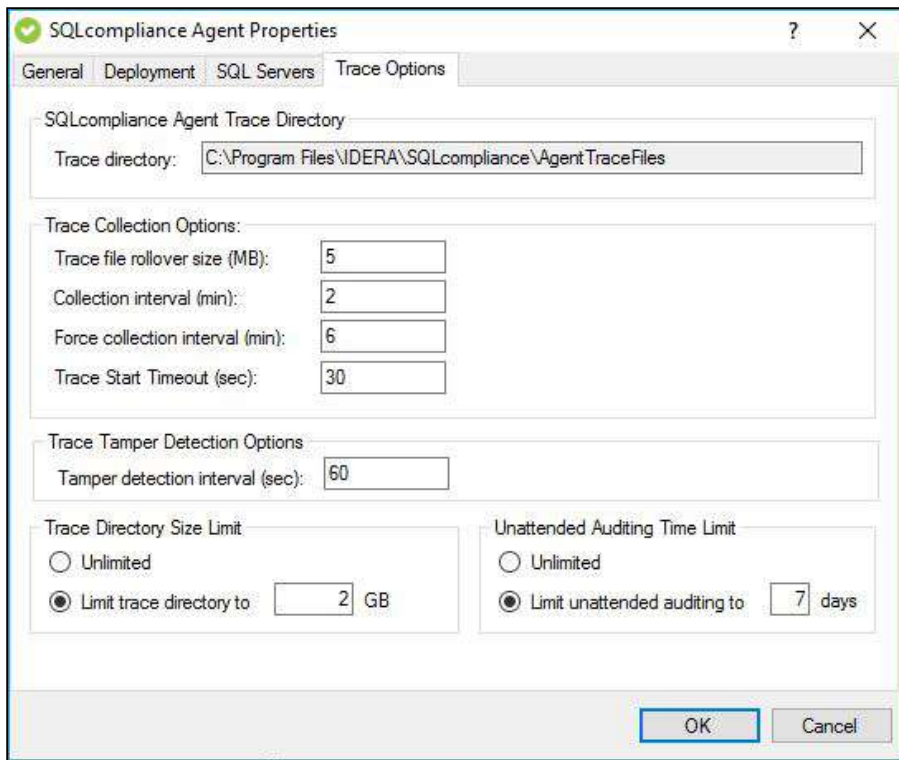 SQLcompliance Agent Properties
?
General Deployment SQL Servers Trace Options
SQLcompliance Agent Trace Directory
Trace directory: C:\Program Files\IDERA\SQLcompliance\AgentTraceFiles
Trace Collection Options:
Trace file rollover size (MB): 5
Collection interval (min): 2
Force collection interval (min): 6
Trace Start Timeout (sec): 30
Trace Tamper Detection Options
Tamper detection interval (sec): 60
Trace Directory Size Limit
Unlimited
Limit trace directory to 2 GB
Unattended Auditing Time Limit
Unlimited
Limit unattended auditing to 7 days
OK Cancel